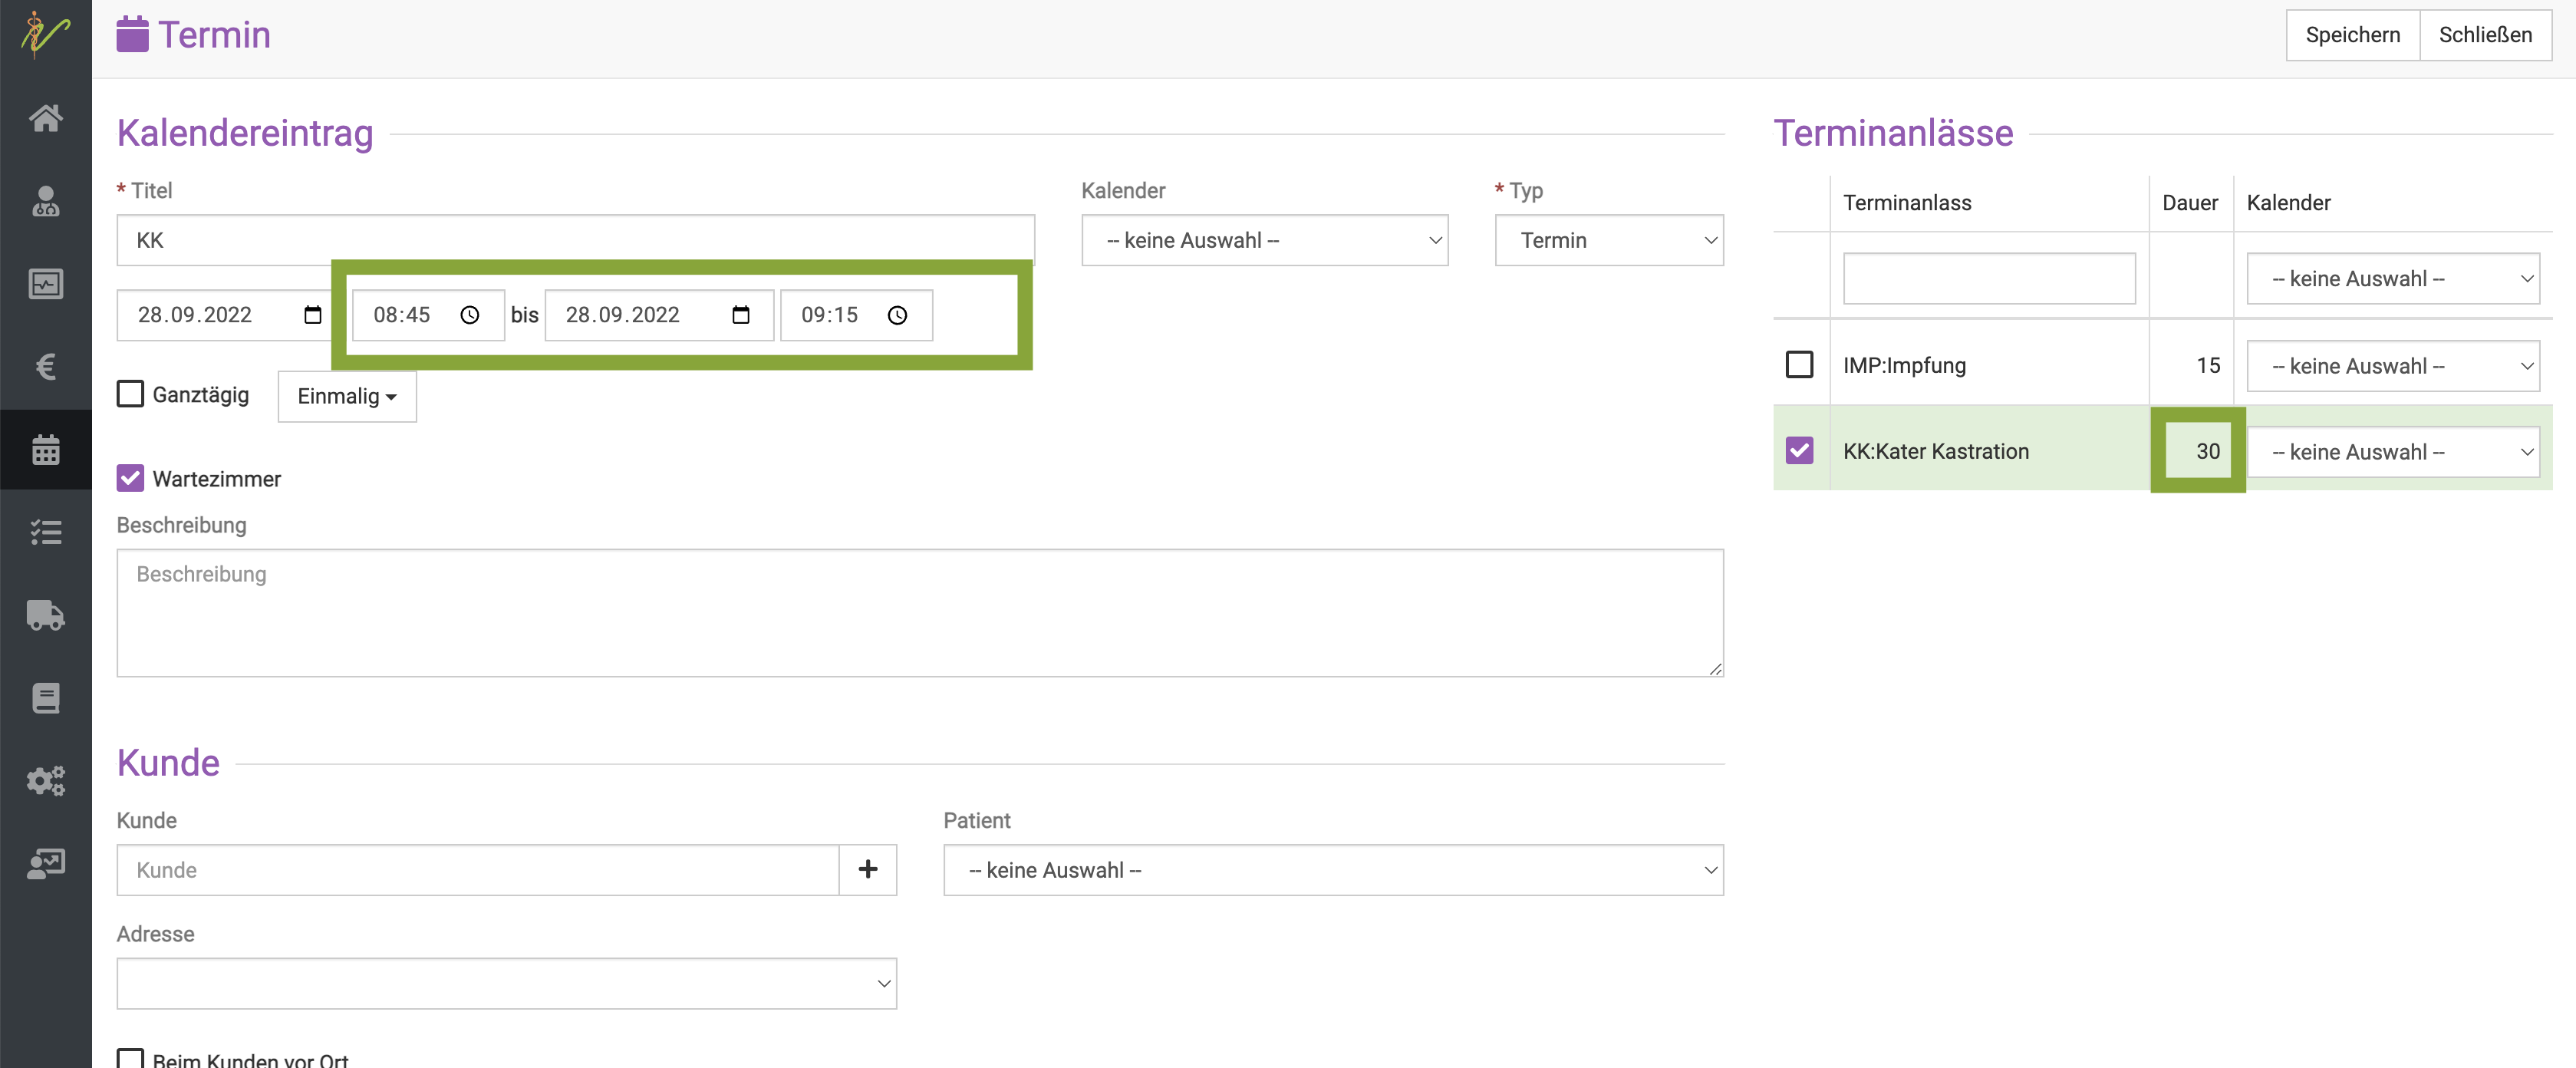 Termin
Speichern
Schließen
Kalendereintrag
* Titel
Kalender
* Typ
KK
-- keine Auswahl --
Termin
28.09.2022
08:45
bis
28.09.2022
09:15
Ganztägig
Einmalig
Wartezimmer
Beschreibung
Beschreibung
Kunde
Kunde
Patient
Kunde
-- keine Auswahl --
Adresse
Beim Kunden vor Ort
Terminanlässe
Terminanlass
Dauer
Kalender
-- keine Auswahl --
IMP:Impfung
15
-- keine Auswahl --
KK:Kater Kastration
30
-- keine Auswahl --